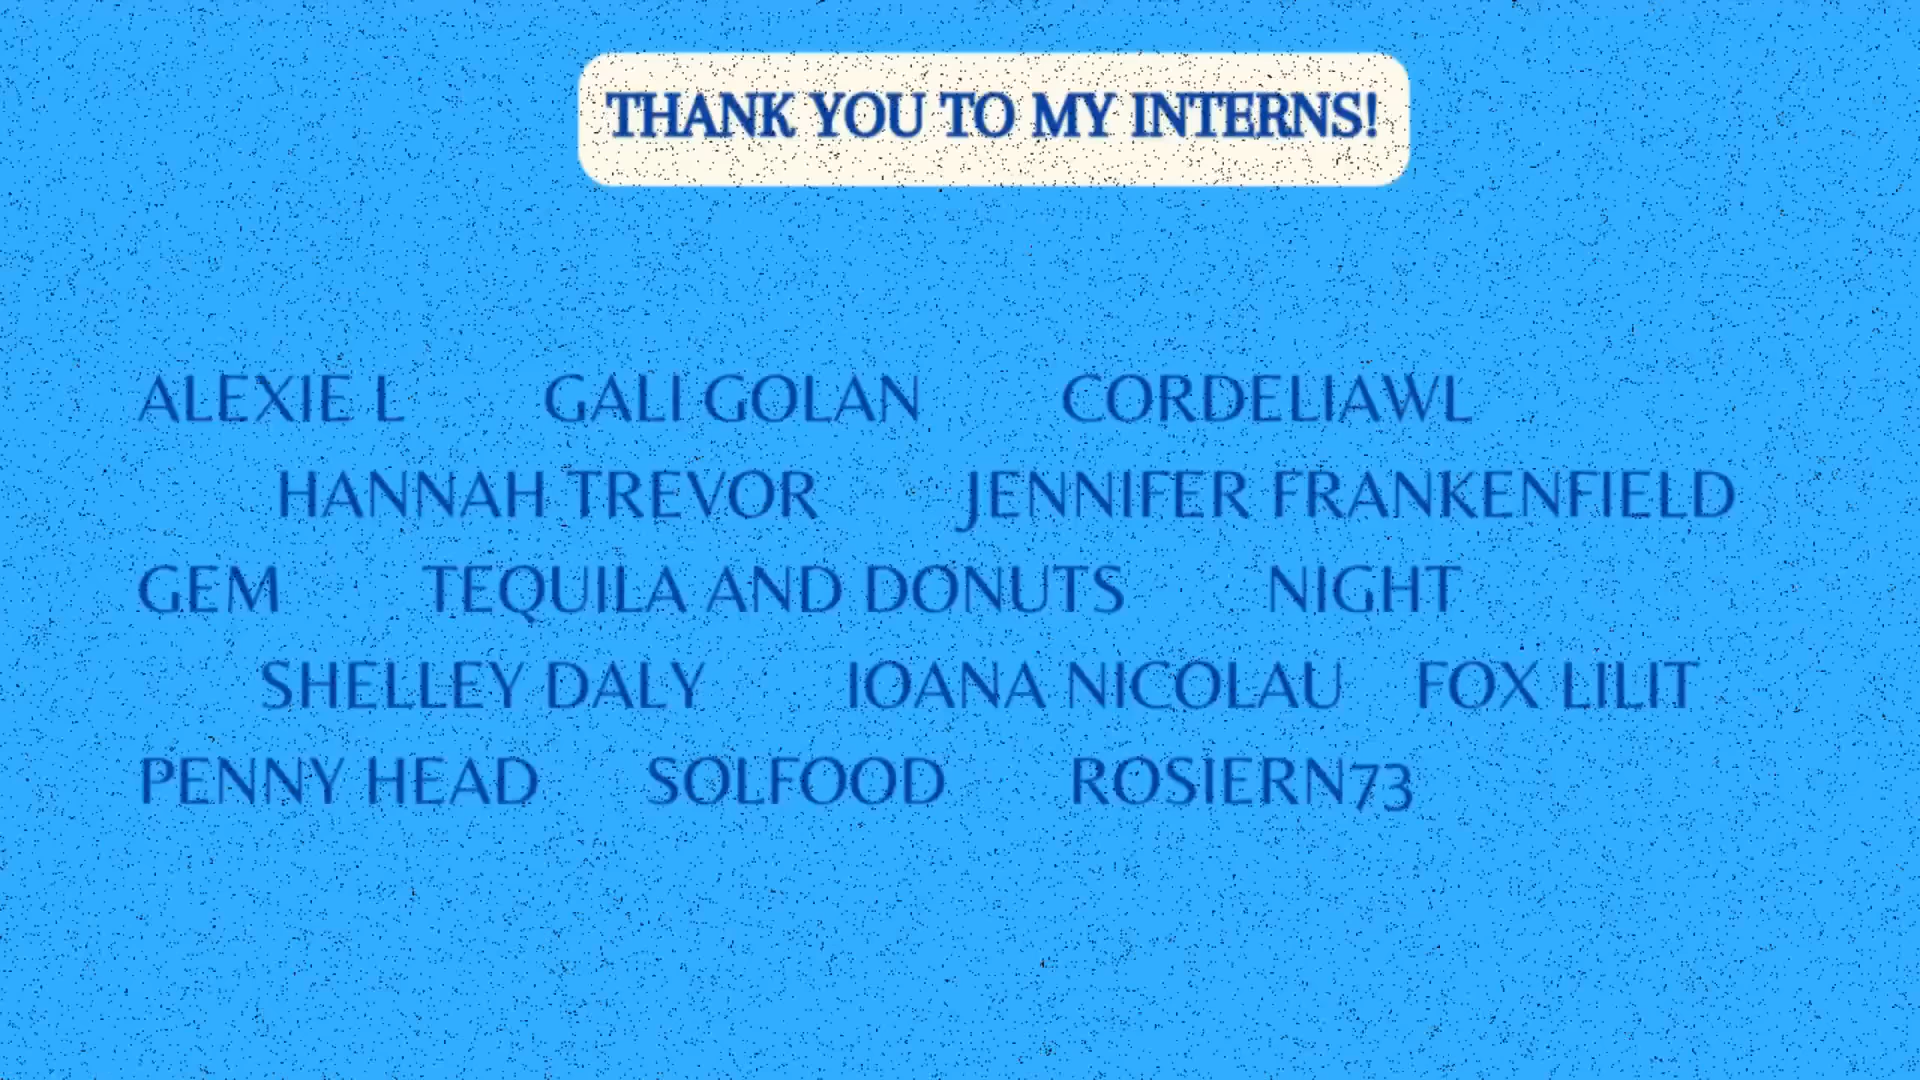 THANK YOU TO MY INTERNS!
ALEXIE L GALI GOLAN CORDELIAWL
HANNAH TREVOR JENNIFER FRANKENFIELD
GEM TEQUILA AND DONUTS NIGHT
SHELLEY DALY IOANA NICOLAU FOX LILIT
PENNY HEAD SOLFOOD ROSIERN73